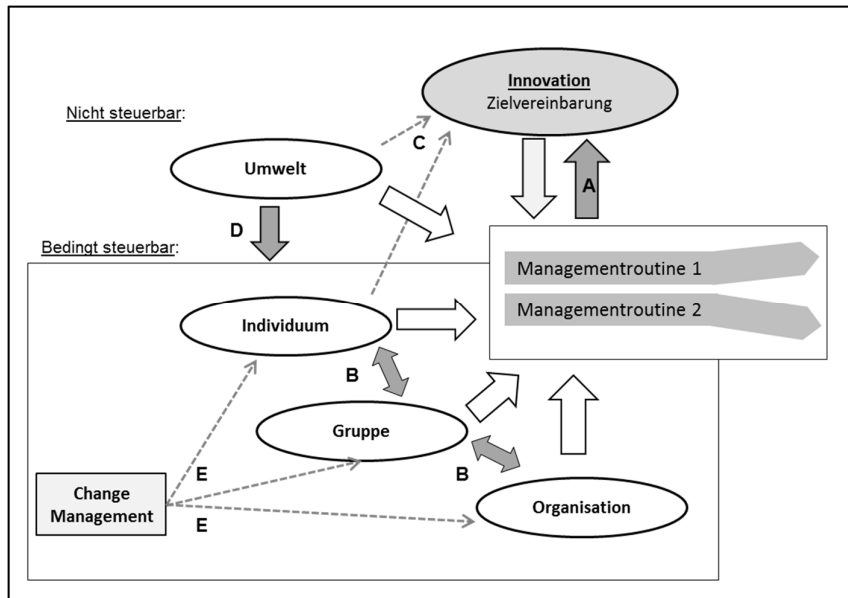 Innovation
Zielvereinbarung
Nicht steuerbar:
C
Umwelt
A
D
Bedingt steuerbar:
Managementroutine 1
Managementroutine 2
Individuum
B
Gruppe
E
B
Change
Management
Organisation
E